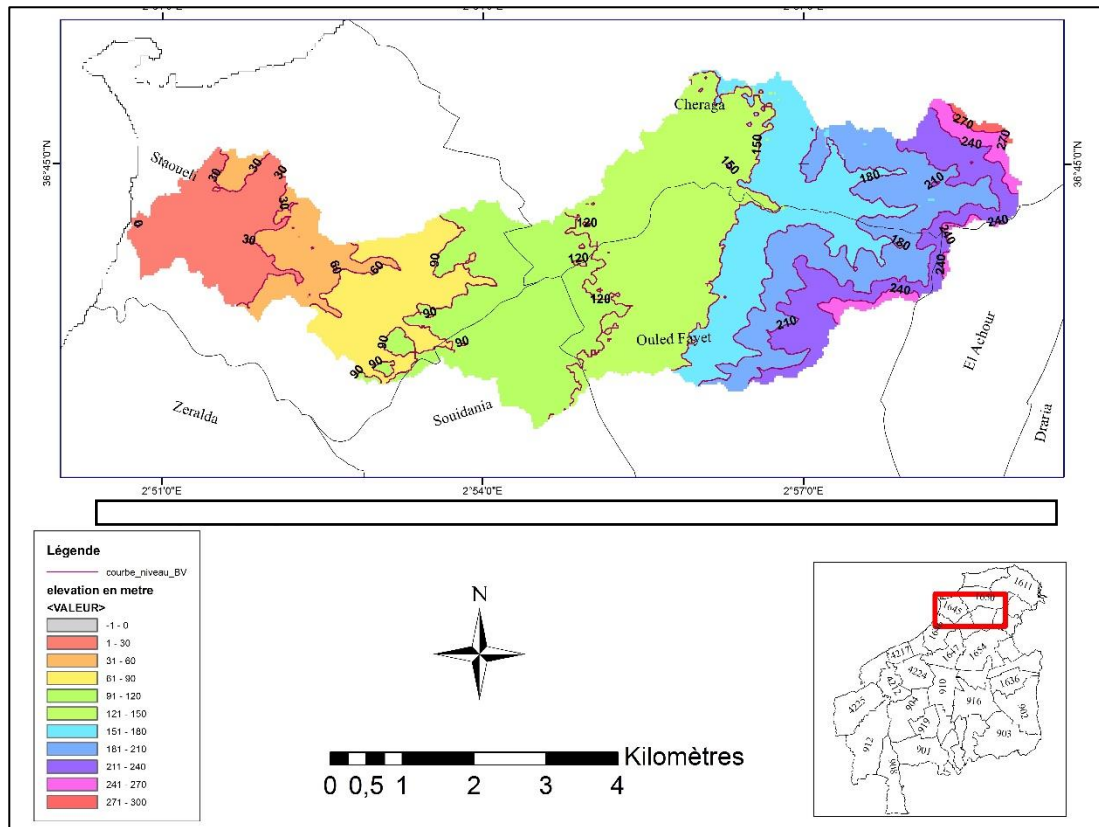 36°45'0"N
36°45'0"N
Staoueli
Cheraga
Ouled Fayet
Zeralda
Souidania
El Achour
Draria
0
30
30
30
30
30
60
60
90
90
90
90
90
90
120
120
120
150
150
180
180
210
210
240
240
240
240
240
270
270
2°51'0"E
2°54'0"E
2°57'0"E
Légende
courbe_niveau_BV
elevation en metre
<VALEUR>
-1 - 0
1 - 30
31 - 60
61 - 90
91 - 120
121 - 150
151 - 180
181 - 210
211 - 240
241 - 270
271 - 300
N
Kilomètres
0 0,5 1 2 3 4
1611
1645
4217
1647
1654
4224
1636
4225
904
916
916
902
919
903
912
901
908